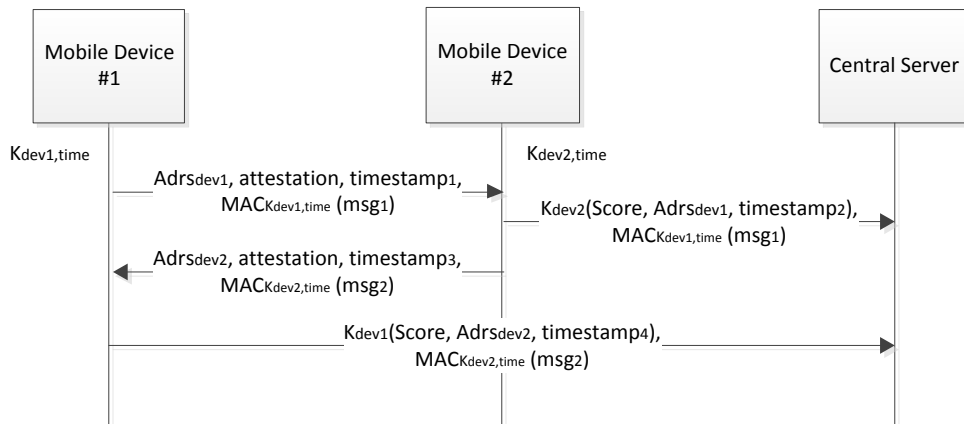 Mobile Device
#1
Mobile Device
#2
Central Server
Kdev1,time
Kdev2,time
Adrsdev1, attestation, timestamp1,
MACKdev1,time (msg1)
Kdev2(Score, Adrsdev1, timestamp2),
MACKdev1,time (msg1)
Adrsdev2, attestation, timestamp3,
MACKdev2,time (msg2)
Kdev1(Score, Adrsdev2, timestamp4),
MACKdev2,time (msg2)